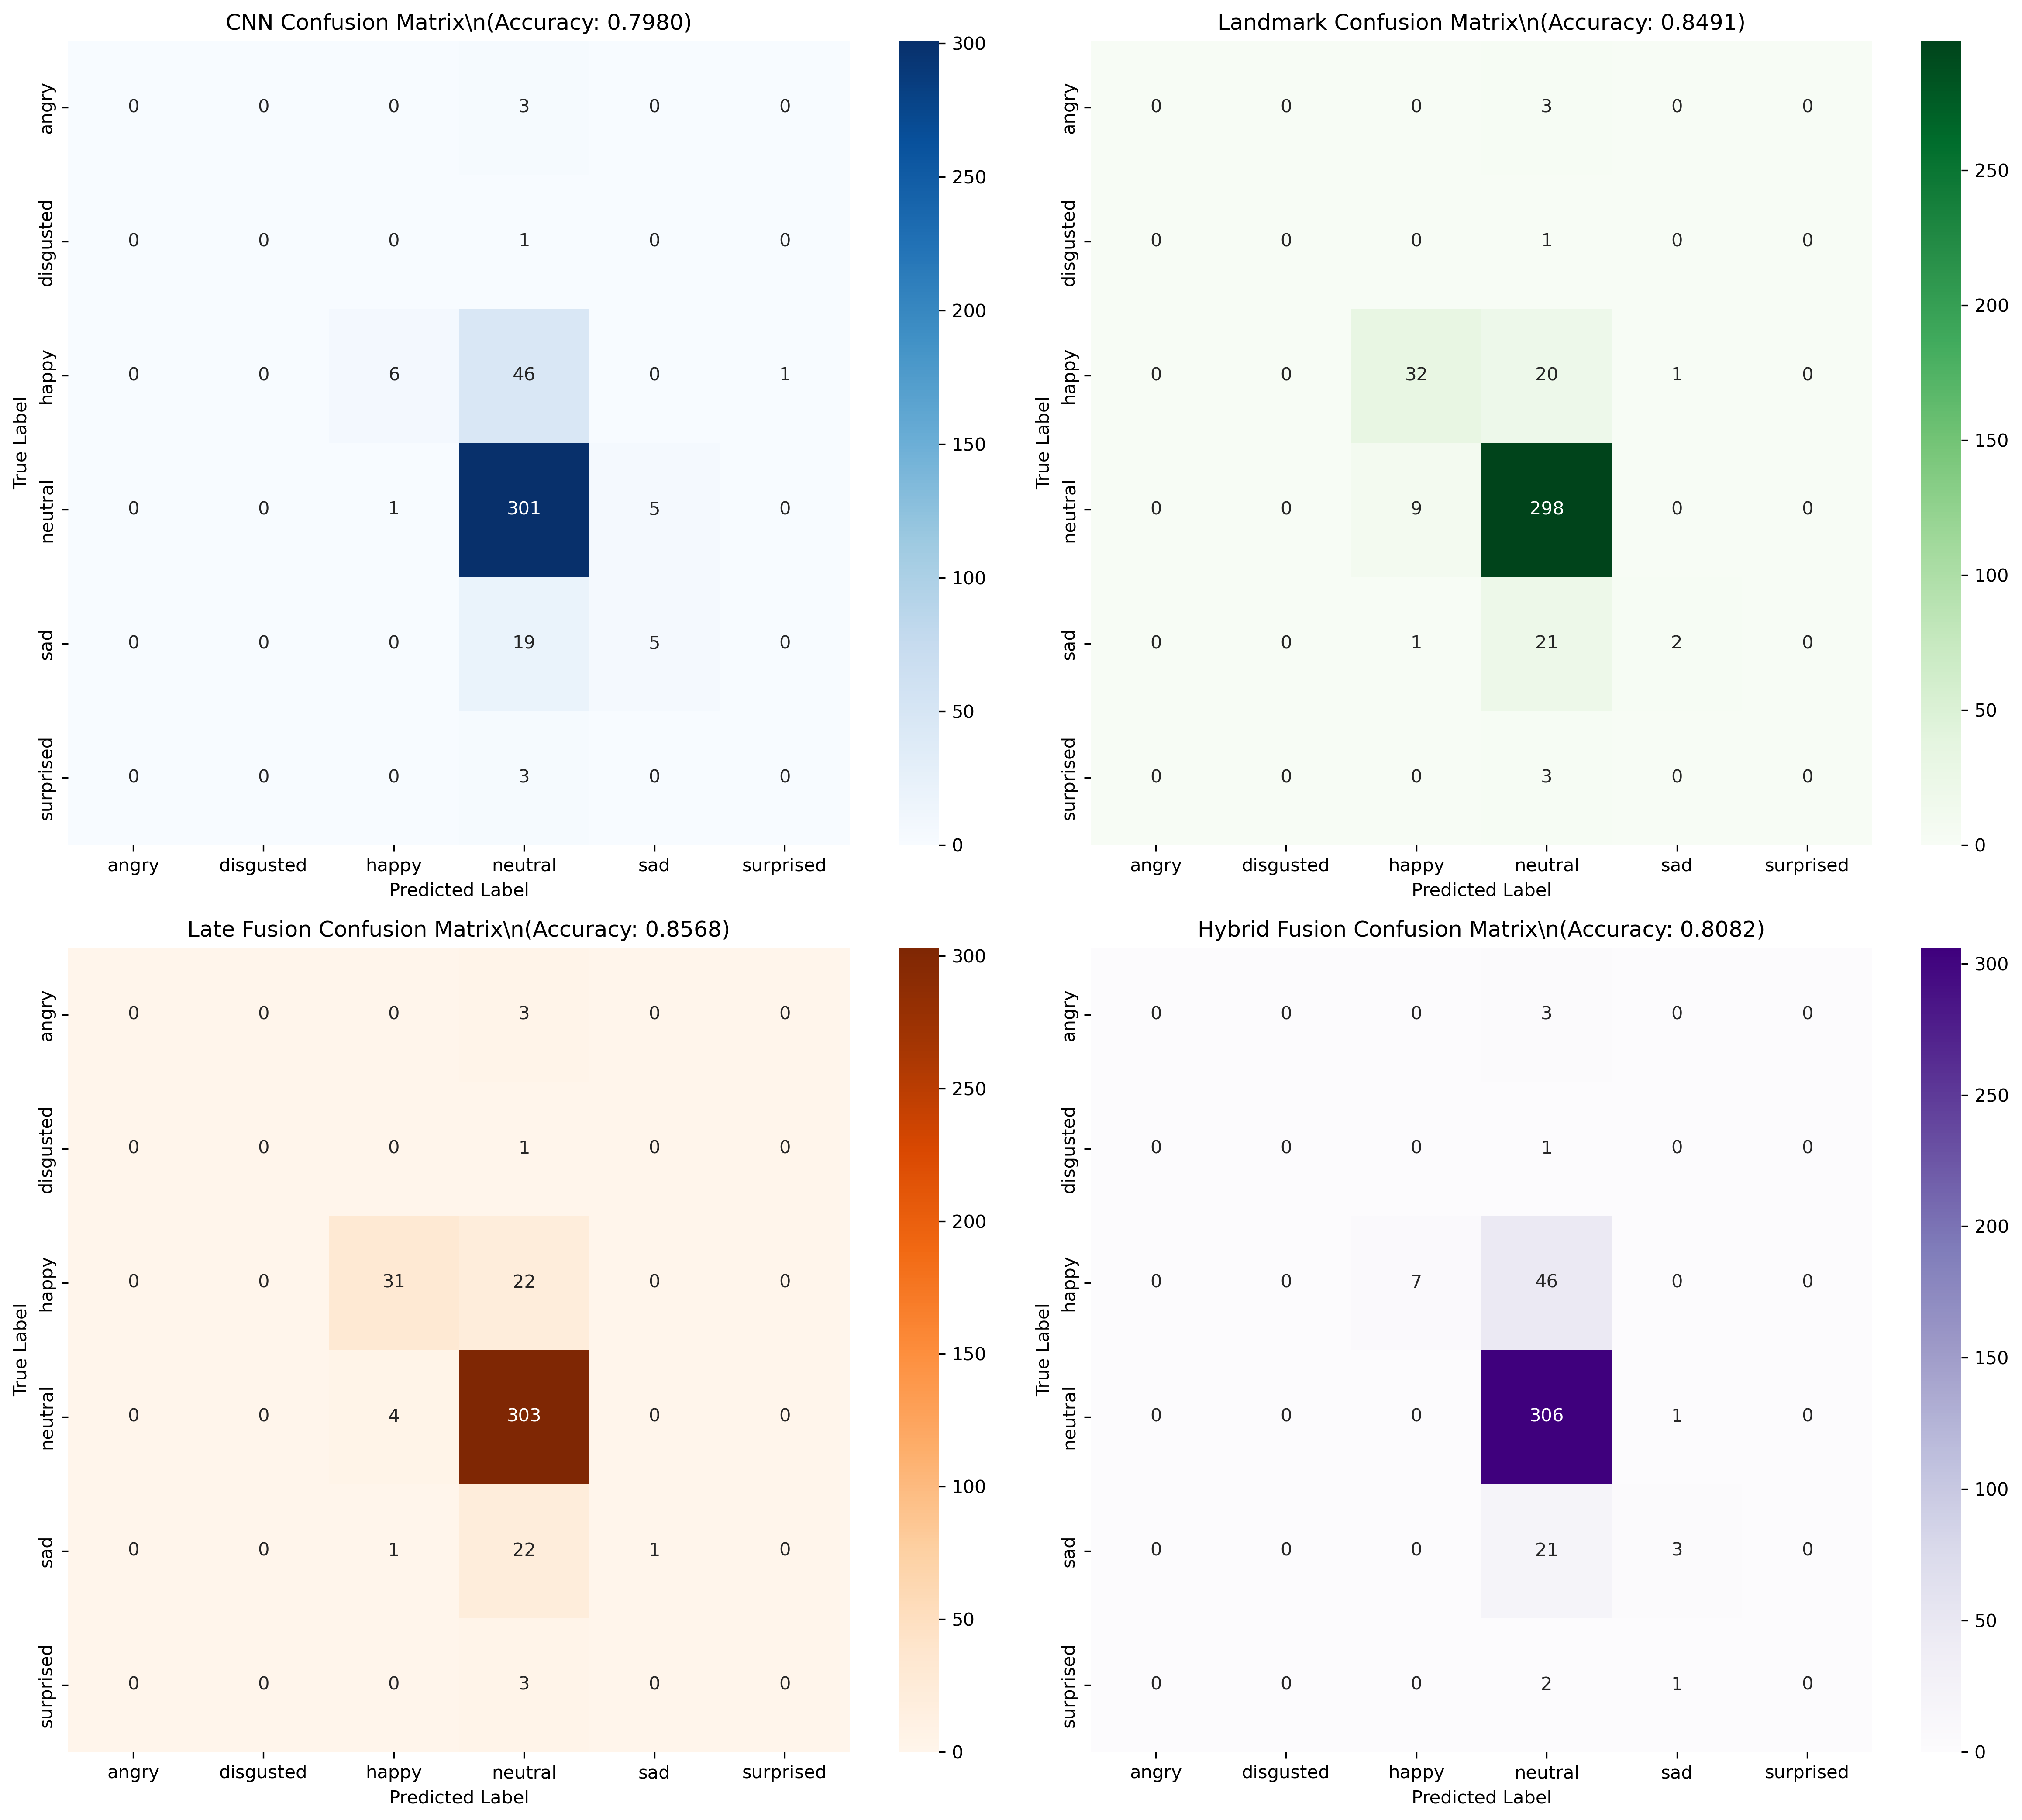 CNN Confusion Matrix\n(Accuracy: 0.7980)
True Label
angry 0 0 0 3 0 0
disgusted 0 0 0 1 0 0
happy 0 0 6 46 0 1
neutral 0 0 1 301 5 0
sad 0 0 0 19 5 0
surprised 0 0 0 3 0 0
angry disgusted happy neutral sad surprised
Predicted Label
300
250
200
150
100
50
0
Landmark Confusion Matrix\n(Accuracy: 0.8491)
True Label
angry 0 0 0 3 0 0
disgusted 0 0 0 1 0 0
happy 0 0 32 20 1 0
neutral 0 0 9 298 0 0
sad 0 0 1 21 2 0
surprised 0 0 0 3 0 0
angry disgusted happy neutral sad surprised
Predicted Label
250
200
150
100
50
0
Late Fusion Confusion Matrix\n(Accuracy: 0.8568)
True Label
angry 0 0 0 3 0 0
disgusted 0 0 0 1 0 0
happy 0 0 31 22 0 0
neutral 0 0 4 303 0 0
sad 0 0 1 22 1 0
surprised 0 0 0 3 0 0
angry disgusted happy neutral sad surprised
Predicted Label
300
250
200
150
100
50
0
Hybrid Fusion Confusion Matrix\n(Accuracy: 0.8082)
True Label
angry 0 0 0 3 0 0
disgusted 0 0 0 1 0 0
happy 0 0 7 46 0 0
neutral 0 0 0 306 1 0
sad 0 0 0 21 3 0
surprised 0 0 0 2 1 0
angry disgusted happy neutral sad surprised
Predicted Label
300
250
200
150
100
50
0